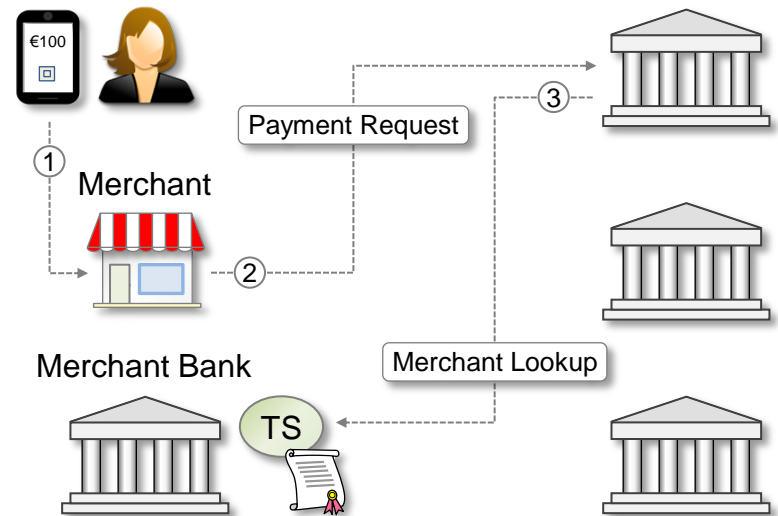 €100
3
Payment Request
1
Merchant
2
Merchant Lookup
Merchant Bank
TS